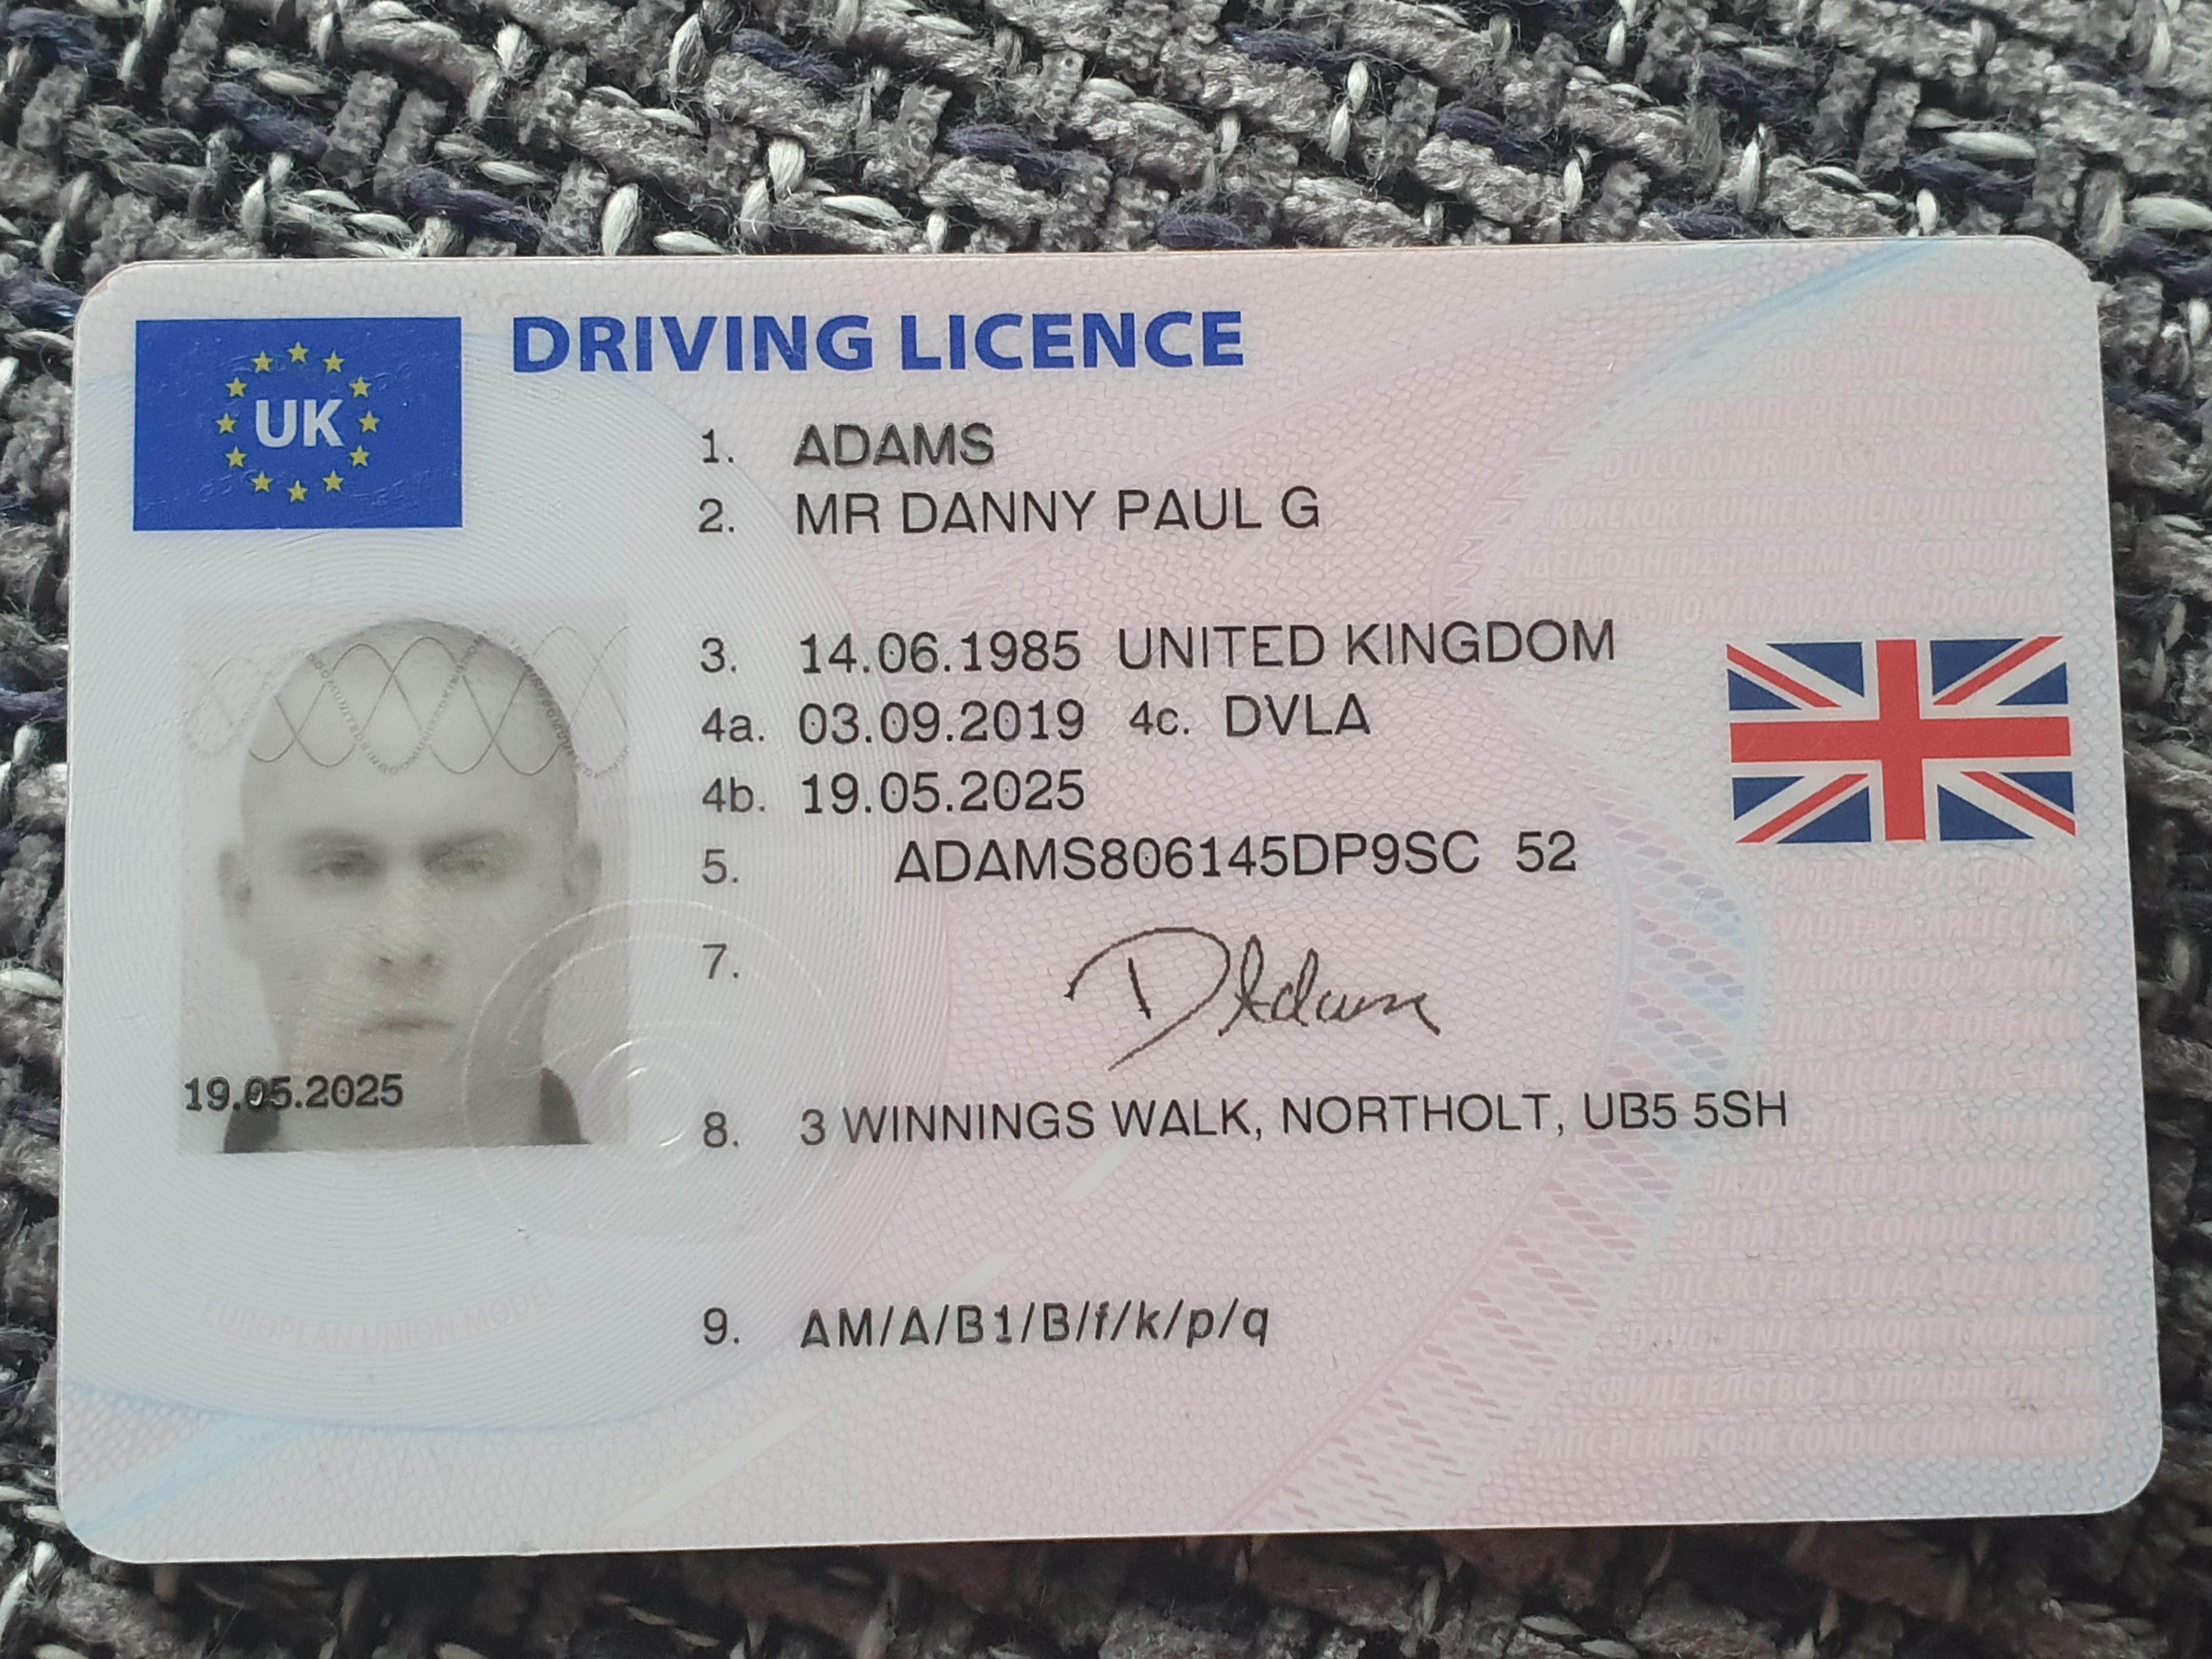 UK
DRIVING LICENCE
1. ADAMS
2. MR DANNY PAUL G
3. 14.06.1985 UNITED KINGDOM
4a. 03.09.2019 4c. DVLA
4b. 19.05.2025
5. ADAMS806145DP9SC 52
7. DAdams
19.05.2025
8. 3 WINNINGS WALK, NORTHOLT, UB5 5SH
9. AM/A/B1/B/f/k/p/q
EUROPEAN UNION MODEL